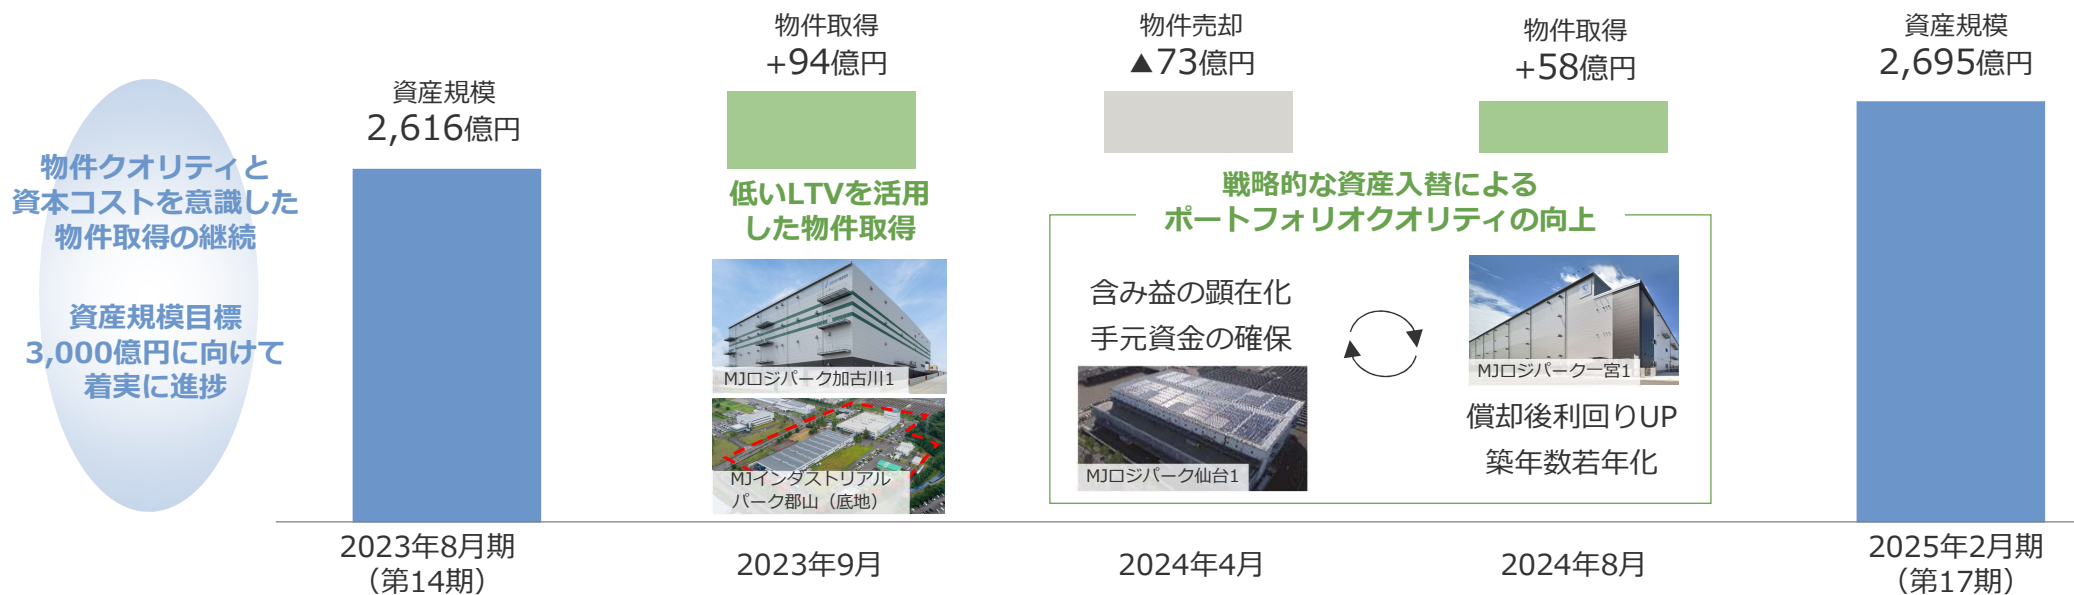 物件クオリティと
資本コストを意識した
物件取得の継続
資産規模目標
3,000億円に向けて
着実に進捗
資産規模
2,616億円
物件取得
+94億円
低いLTVを活用
した物件取得
MJロジパーク加古川1
MJインダストリアル
パーク郡山（底地）
物件売却
▲73億円
物件取得
+58億円
戦略的な資産入替による
ポートフォリオクオリティの向上
含み益の顕在化
手元資金の確保
MJロジパーク仙台1
MJロジパーク一宮1
償却後利回りUP
築年数若年化
資産規模
2,695億円
2023年8月期
（第14期）
2023年9月
2024年4月
2024年8月
2025年2月期
（第17期）